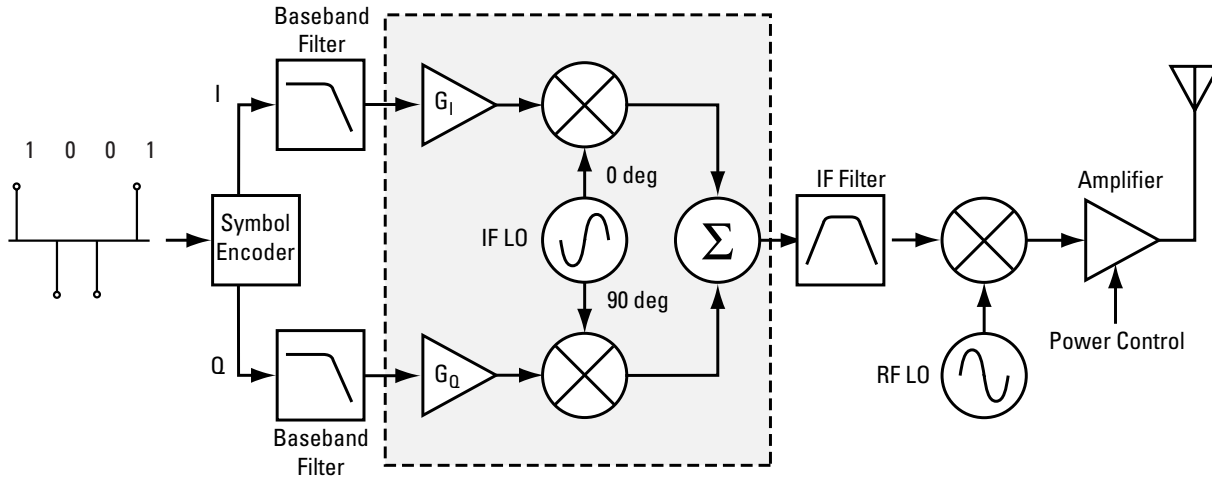 Baseband
Filter
I
G_I
1 0 0 1
0 deg
IF Filter
Amplifier
Symbol
Encoder
IF LO
Σ
90 deg
Power Control
Q
G_Q
RF LO
Baseband
Filter